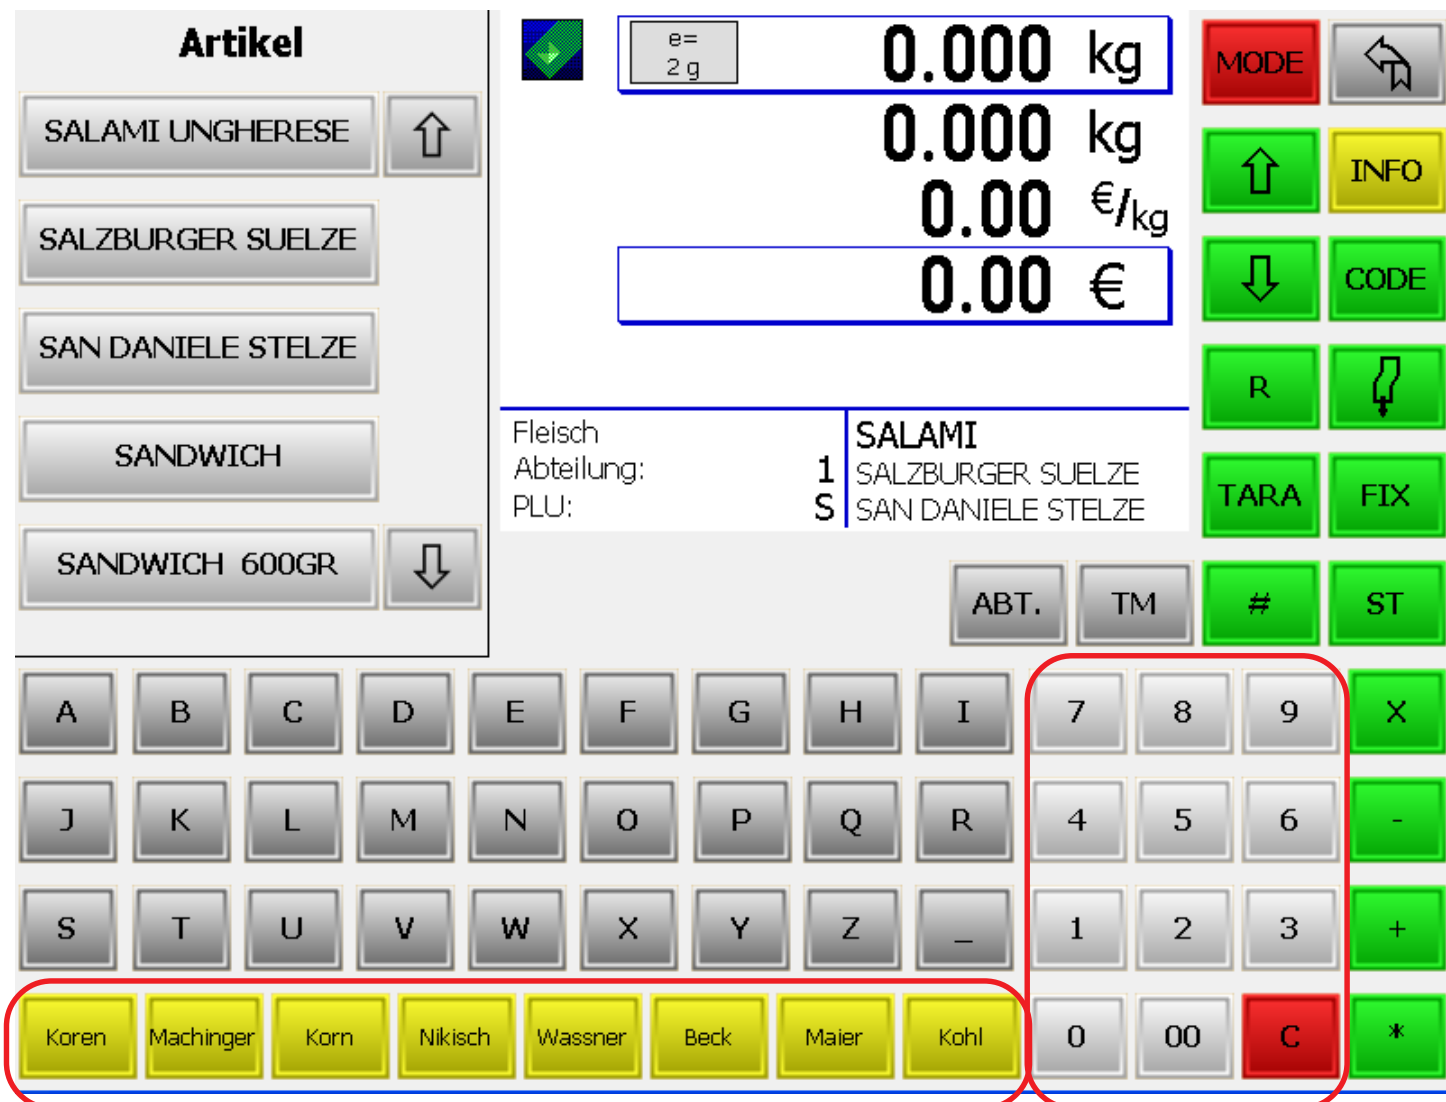 Artikel
SALAMI UNGHERESE
SALZBURGER SUELZE
SAN DANIELE STELZE
SANDWICH
SANDWICH 600GR
e=
2 g
0.000 kg
0.000 kg
0.00 €/kg
0.00 €
Fleisch
Abteilung: 1
PLU: S
SALAMI
SALZBURGER SUELZE
SAN DANIELE STELZE
MODE
INFO
CODE
R
TARA FIX
ABT. TM # ST
A B C D E F G H I 7 8 9 X
J K L M N O P Q R 4 5 6 -
S T U V W X Y Z _ 1 2 3 +
Koren Machinger Korn Nikisch Wassner Beck Maier Kohl 0 00 C *